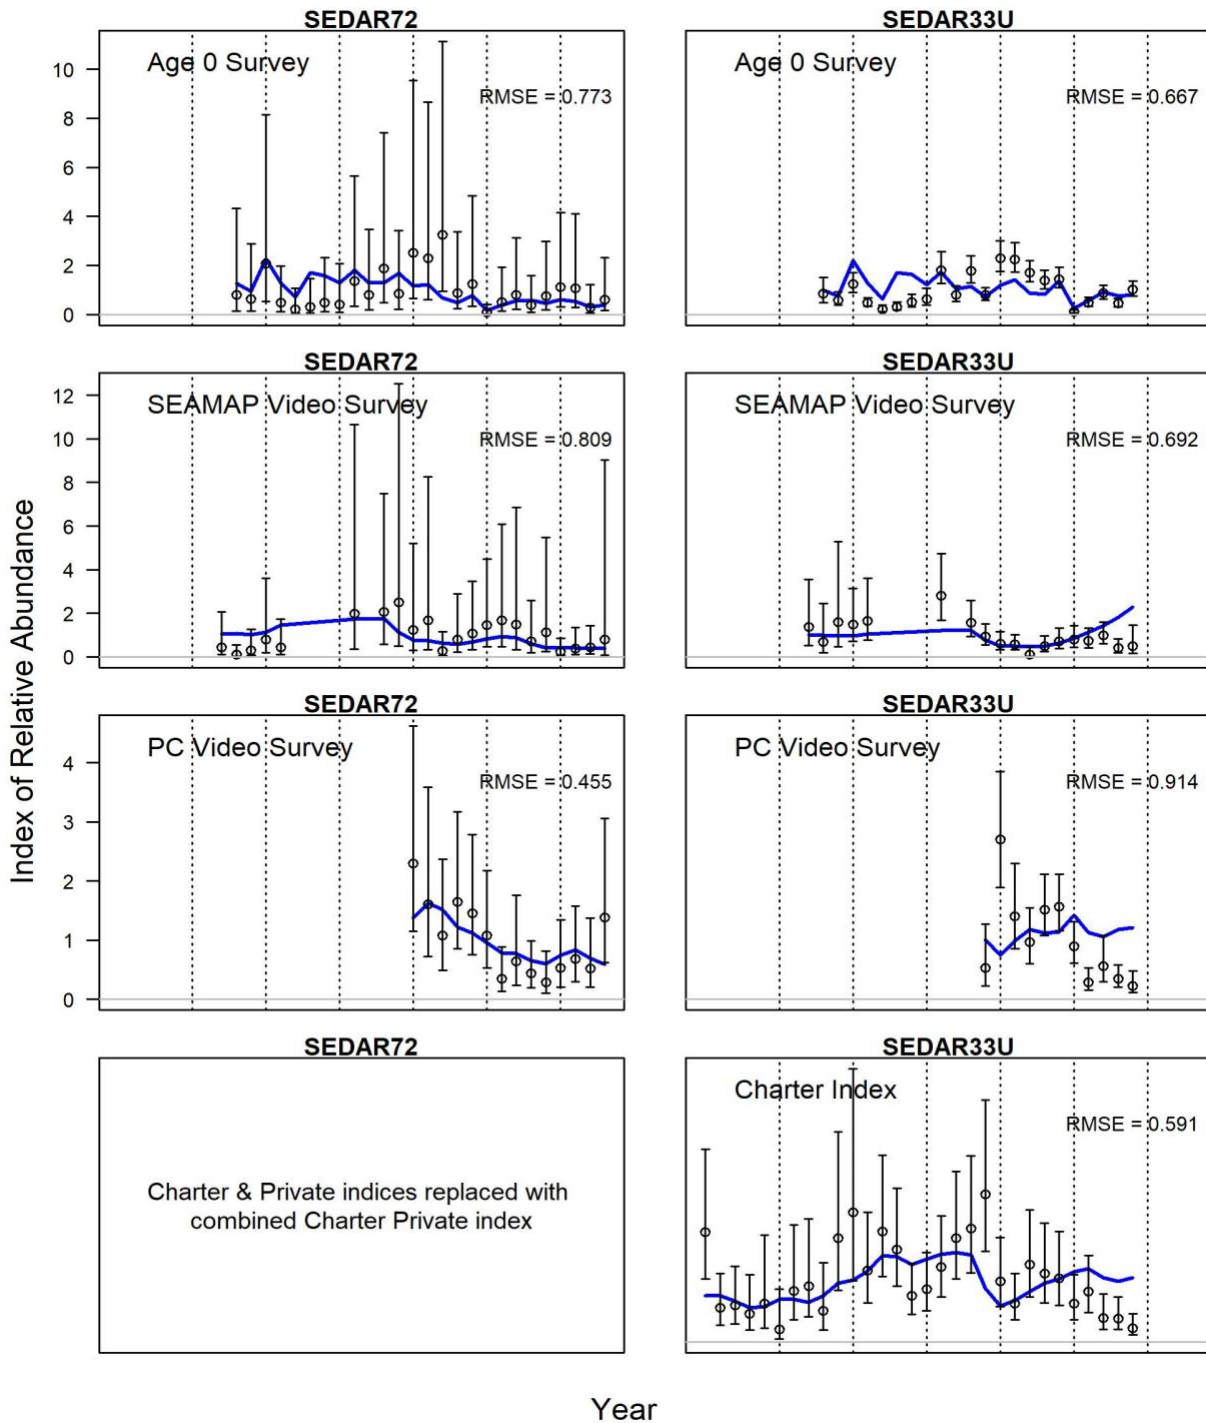 SEDAR72
SEDAR33U
Age 0 Survey
RMSE = 0.773
Age 0 Survey
RMSE = 0.667
10
8
6
4
2
0
SEDAR72
SEDAR33U
SEAMAP Video Survey
RMSE = 0.809
SEAMAP Video Survey
RMSE = 0.692
12
10
8
6
4
2
0
Index of Relative Abundance
SEDAR72
SEDAR33U
PC Video Survey
RMSE = 0.455
PC Video Survey
RMSE = 0.914
4
3
2
1
0
SEDAR72
SEDAR33U
Charter & Private indices replaced with
combined Charter Private index
Charter Index
RMSE = 0.591
Year